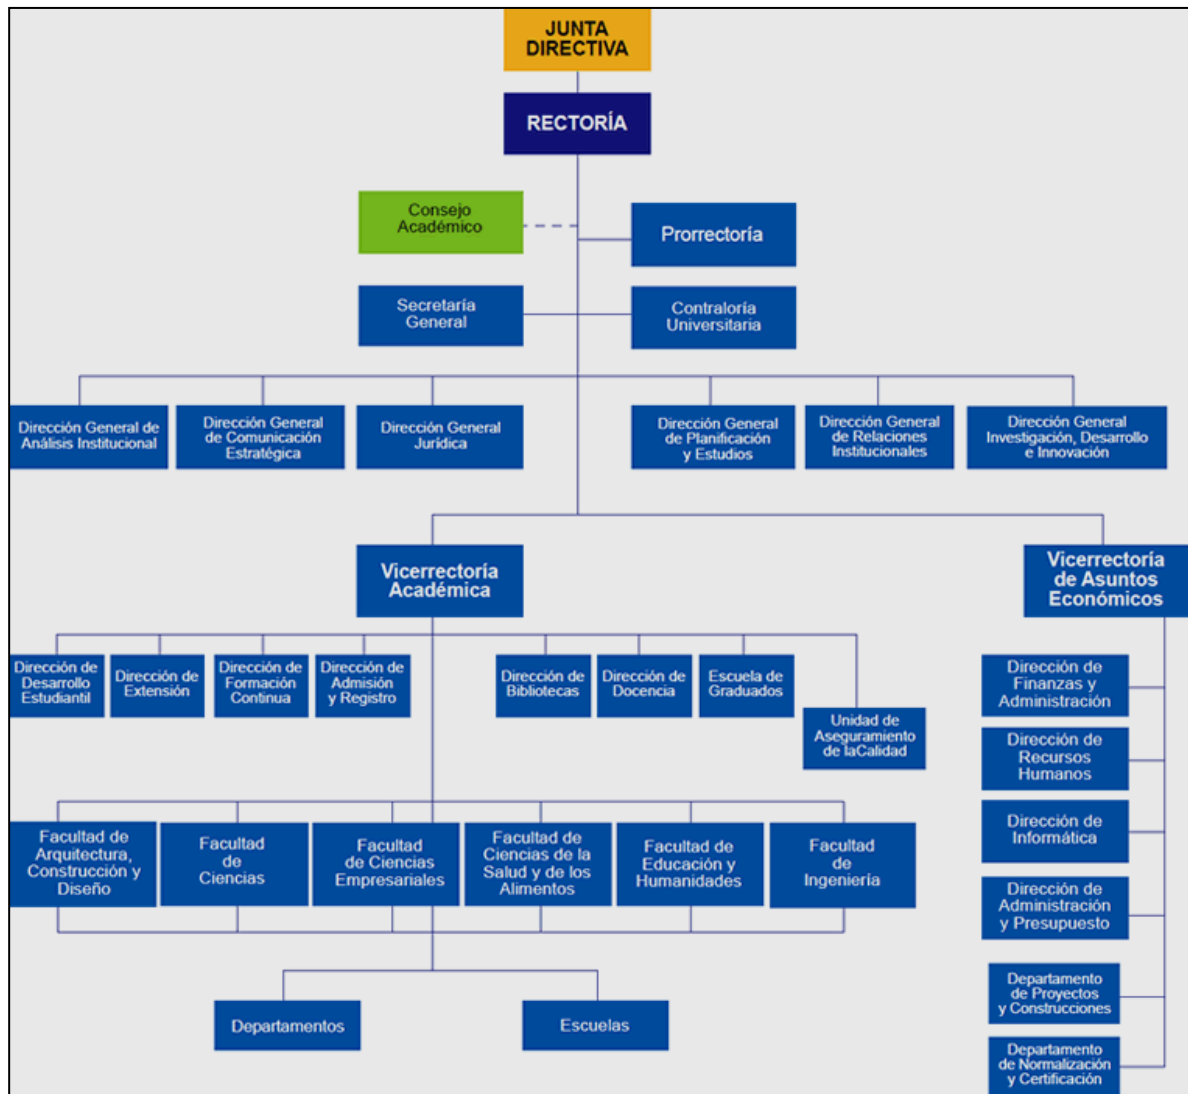 JUNTA
DIRECTIVA
RECTORÍA
Consejo
Académico
Prorrectoría
Secretaría
General
Contraloría
Universitaria
Dirección General de
Análisis Institucional
Dirección General
de Comunicación
Estratégica
Dirección General
Jurídica
Dirección General
de Planificación
y Estudios
Dirección General
de Relaciones
Institucionales
Dirección General
Investigación, Desarrollo
e Innovación
Vicerrectoría
Académica
Vicerrectoría
de Asuntos
Económicos
Dirección de
Desarrollo
Estudiantil
Dirección de
Extensión
Dirección de
Formación
Continua
Dirección de
Admisión
y Registro
Dirección de
Bibliotecas
Dirección de
Docencia
Escuela de
Graduados
Unidad de
Aseguramiento
de laCalidad
Dirección de
Finanzas y
Administración
Dirección de
Recursos
Humanos
Dirección de
Informática
Dirección de
Administración
y Presupuesto
Departamento
de Proyectos
y Construcciones
Departamento
de Normalización
y Certificación
Facultad de
Arquitectura,
Construcción y
Diseño
Facultad
de
Ciencias
Facultad
de Ciencias
Empresariales
Facultad de
Ciencias de la
Salud y de los
Alimentos
Facultad de
Educación y
Humanidades
Facultad
de
Ingeniería
Departamentos
Escuelas